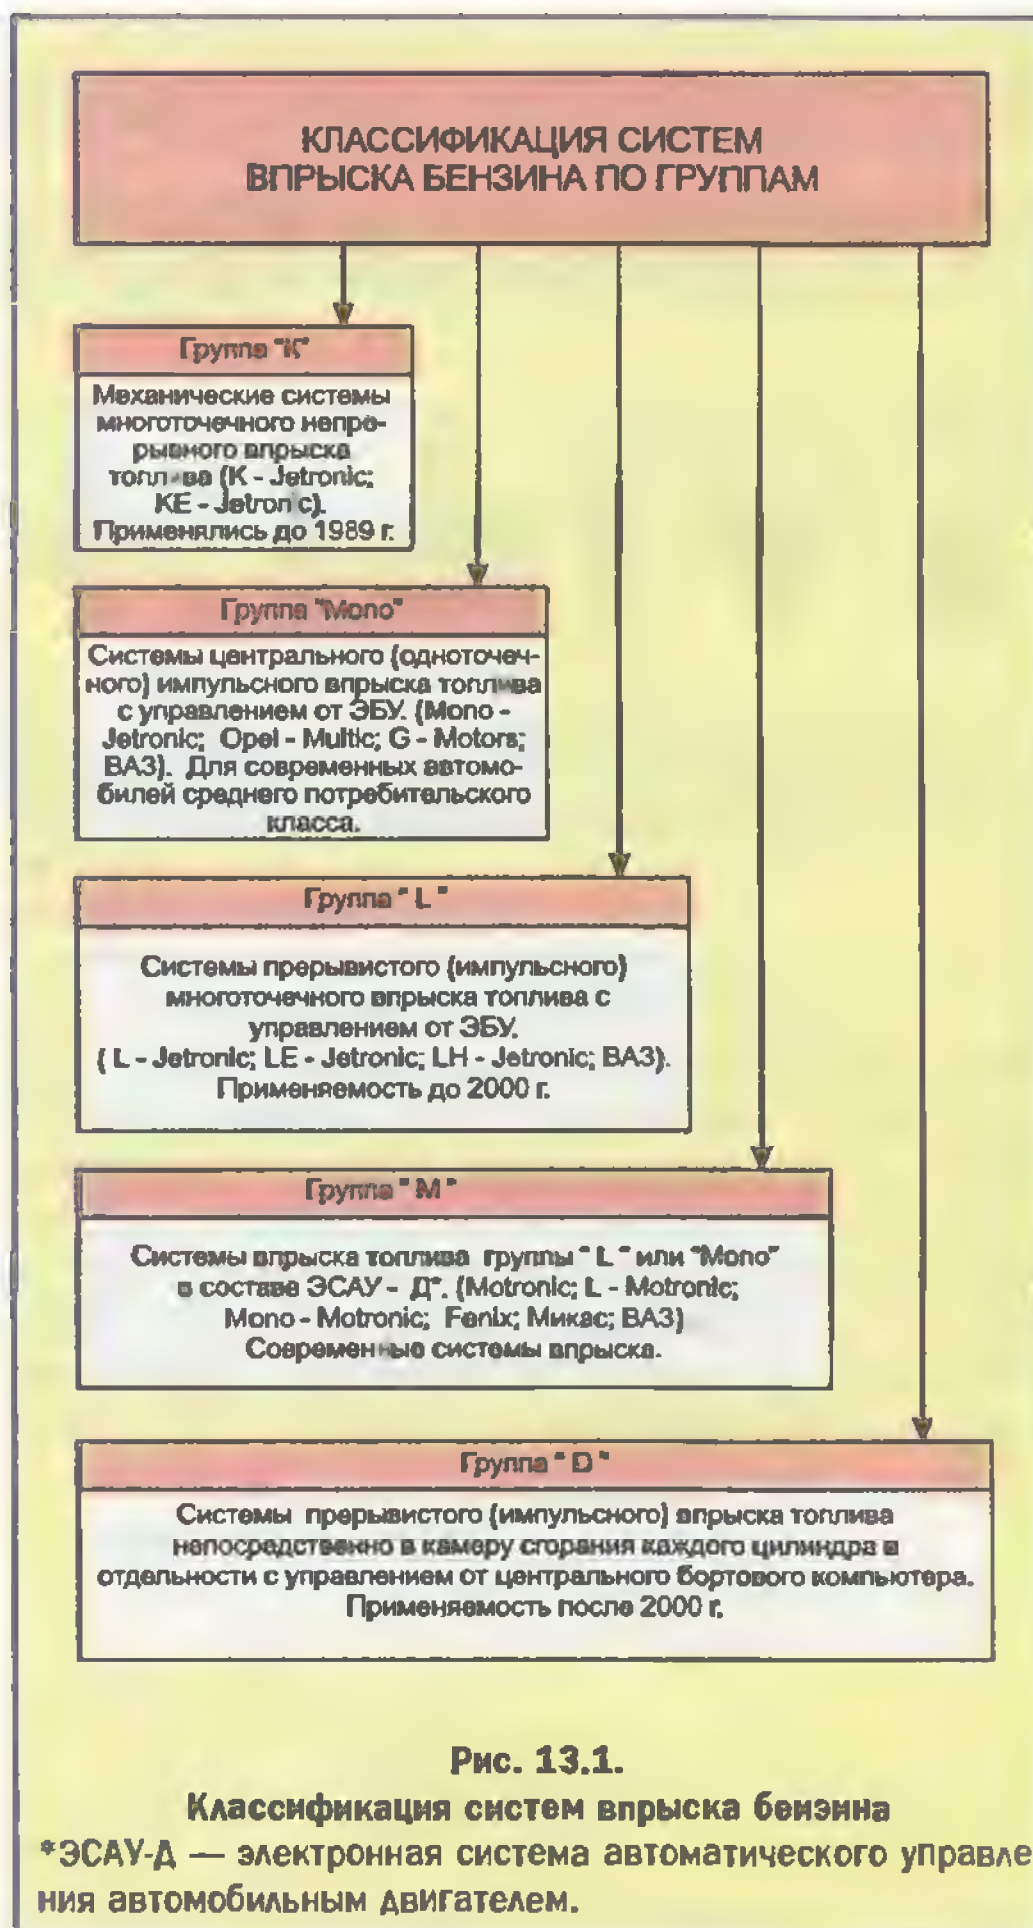 КЛАССИФИКАЦИЯ СИСТЕМ
ВПРЫСКА БЕНЗИНА ПО ГРУППАМ
Группа "К"
Механические системы
многоточечного непре-
рывного впрыска
топлива (K - Jetronic;
KE - Jetronic).
Применялись до 1989 г.
Группа "Mono"
Системы центрального (одноточеч-
ного) импульсного впрыска топлива
с управлением от ЭБУ. (Mono -
Jetronic; Opel - Multic; G - Motors;
ВАЗ). Для современных автомо-
билей среднего потребительского
класса.
Группа " L "
Системы прерывистого (импульсного)
многоточечного впрыска топлива с
управлением от ЭБУ.
( L - Jetronic; LE - Jetronic; LH - Jetronic; ВАЗ).
Применяемость до 2000 г.
Группа " M "
Системы впрыска топлива группы " L " или "Mono"
в составе ЭСАУ - Д*. (Motronic; L - Motronic;
Mono - Motronic; Fenix; Микас; ВАЗ)
Современные системы впрыска.
Группа " D "
Системы прерывистого (импульсного) впрыска топлива
непосредственно в камеру сгорания каждого цилиндра в
отдельности с управлением от центрального бортового компьютера.
Применяемость после 2000 г.
Рис. 13.1.
Классификация систем впрыска бензина
*ЭСАУ-Д — электронная система автоматического управле
ния автомобильным двигателем.